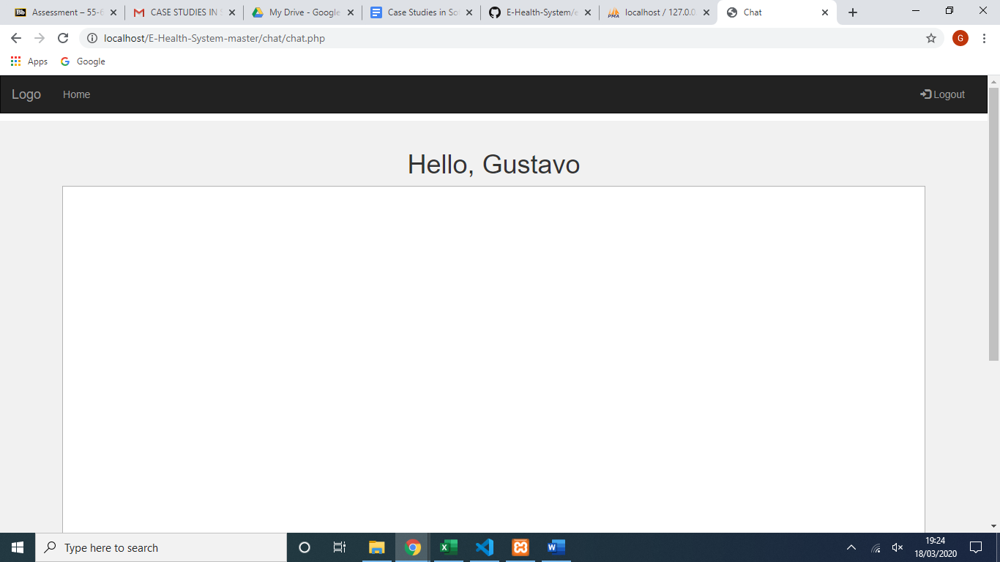 Assessment – 55-6
CASE STUDIES IN S
My Drive - Google
Case Studies in So
E-Health-System/e
localhost / 127.0.0
Chat
localhost/E-Health-System-master/chat/chat.php
G
Apps
Google
Logo
Home
Logout
Hello, Gustavo
Type here to search
19:24
18/03/2020